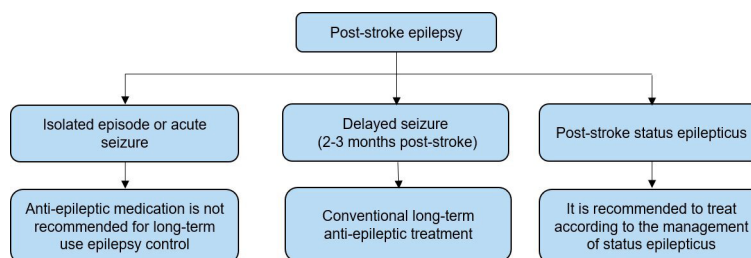 Post-stroke epilepsy
Isolated episode or acute
seizure
Delayed seizure
(2-3 months post-stroke)
Post-stroke status epilepticus
Anti-epileptic medication is not
recommended for long-term
use epilepsy control
Conventional long-term
anti-epileptic treatment
It is recommended to treat
according to the management
of status epilepticus